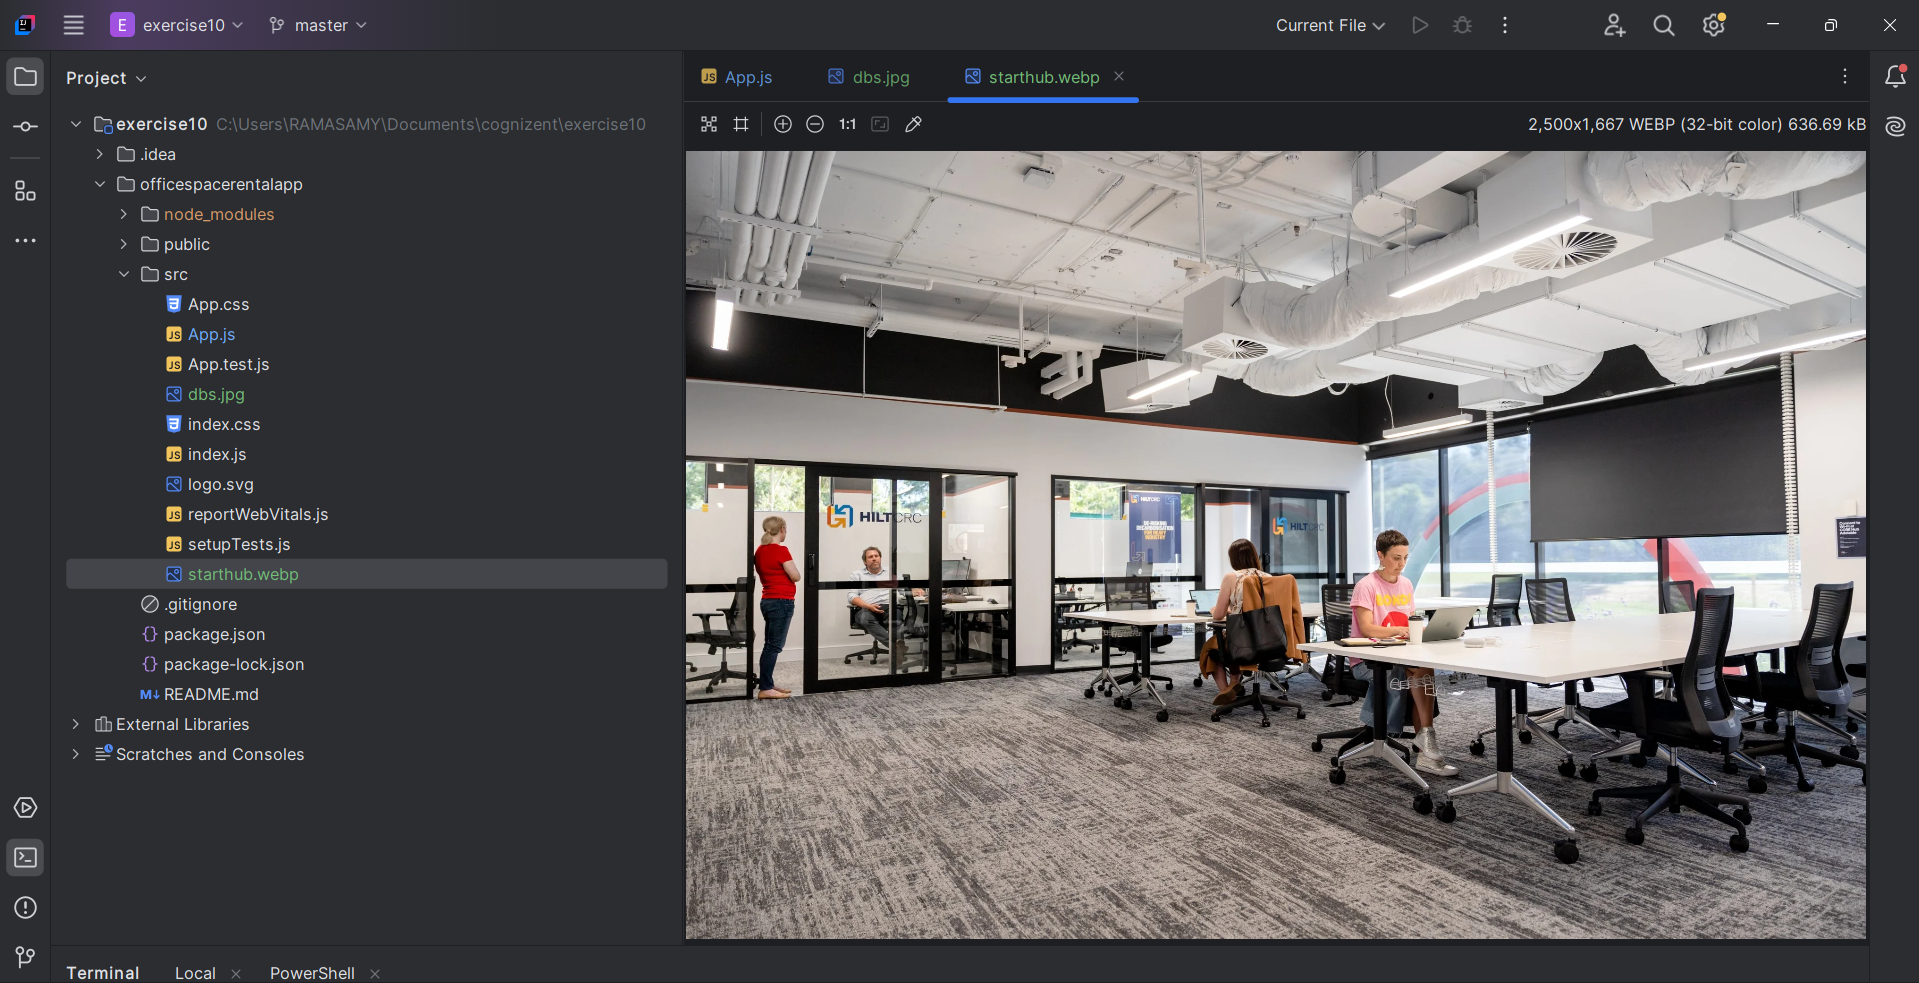 E exercise10 master Current File
Project
App.js dbs.jpg starthub.webp
exercise10 C:\Users\RAMASAMY\Documents\cognizent\exercise10
1:1 2,500x1,667 WEBP (32-bit color) 636.69 kB
.idea
officespacerentalapp
node_modules
public
src
App.css
App.js
App.test.js
dbs.jpg
index.css
index.js
logo.svg
reportWebVitals.js
setupTests.js
starthub.webp
.gitignore
package.json
package-lock.json
README.md
External Libraries
Scratches and Consoles
HILTCRC
HILTCRC
HILTCRC
Terminal Local PowerShell